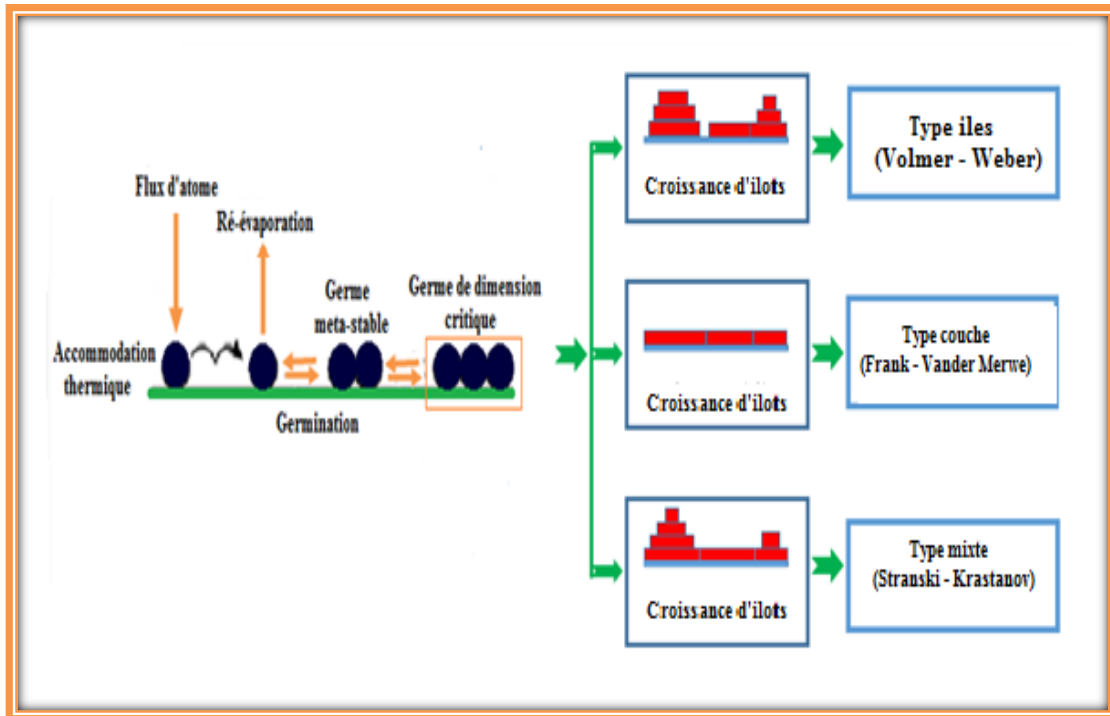 Flux d'atome
Ré-évaporation
Germe
meta-stable
Germe de dimension
critique
Accommodation
thermique
Germination
Croissance d'ilots
Type iles
(Volmer - Weber)
Croissance d'ilots
Type couche
(Frank - Vander Merwe)
Croissance d'ilots
Type mixte
(Stranski - Krastanov)